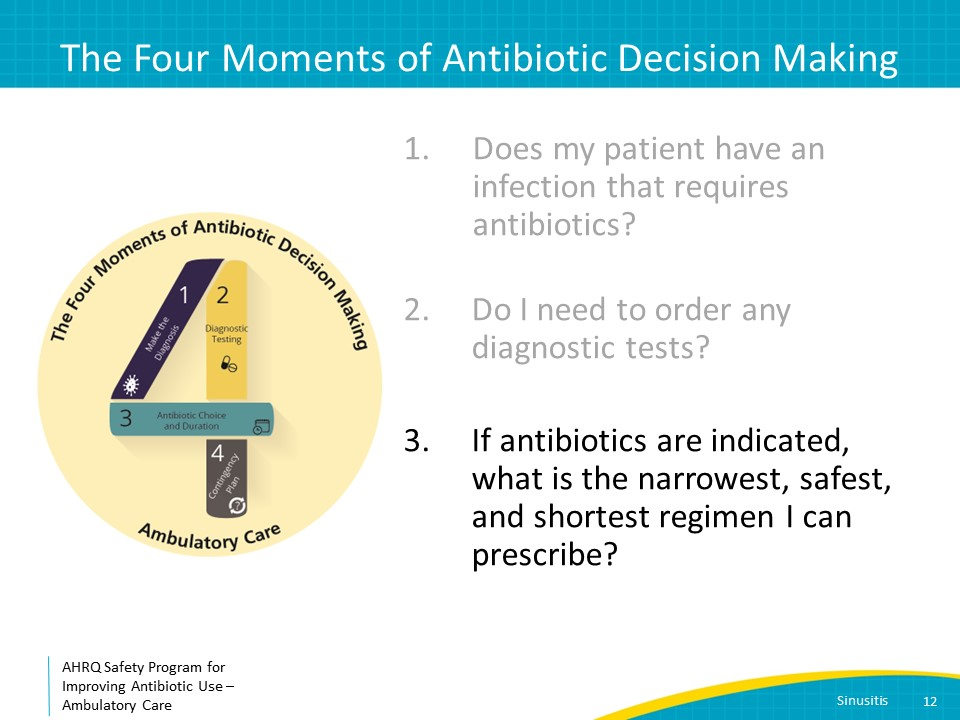 The Four Moments of Antibiotic Decision Making
1. Does my patient have an
infection that requires
antibiotics?
2. Do I need to order any
diagnostic tests?
3. If antibiotics are indicated,
what is the narrowest, safest,
and shortest regimen I can
prescribe?
The Four Moments of Antibiotic Decision Making
1
Make the
Diagnosis
2
Diagnostic
Testing
3
Antibiotic Choice
and Duration
4
Contingency
Plan
?
Ambulatory Care
AHRQ Safety Program for
Improving Antibiotic Use –
Ambulatory Care
Sinusitis 12